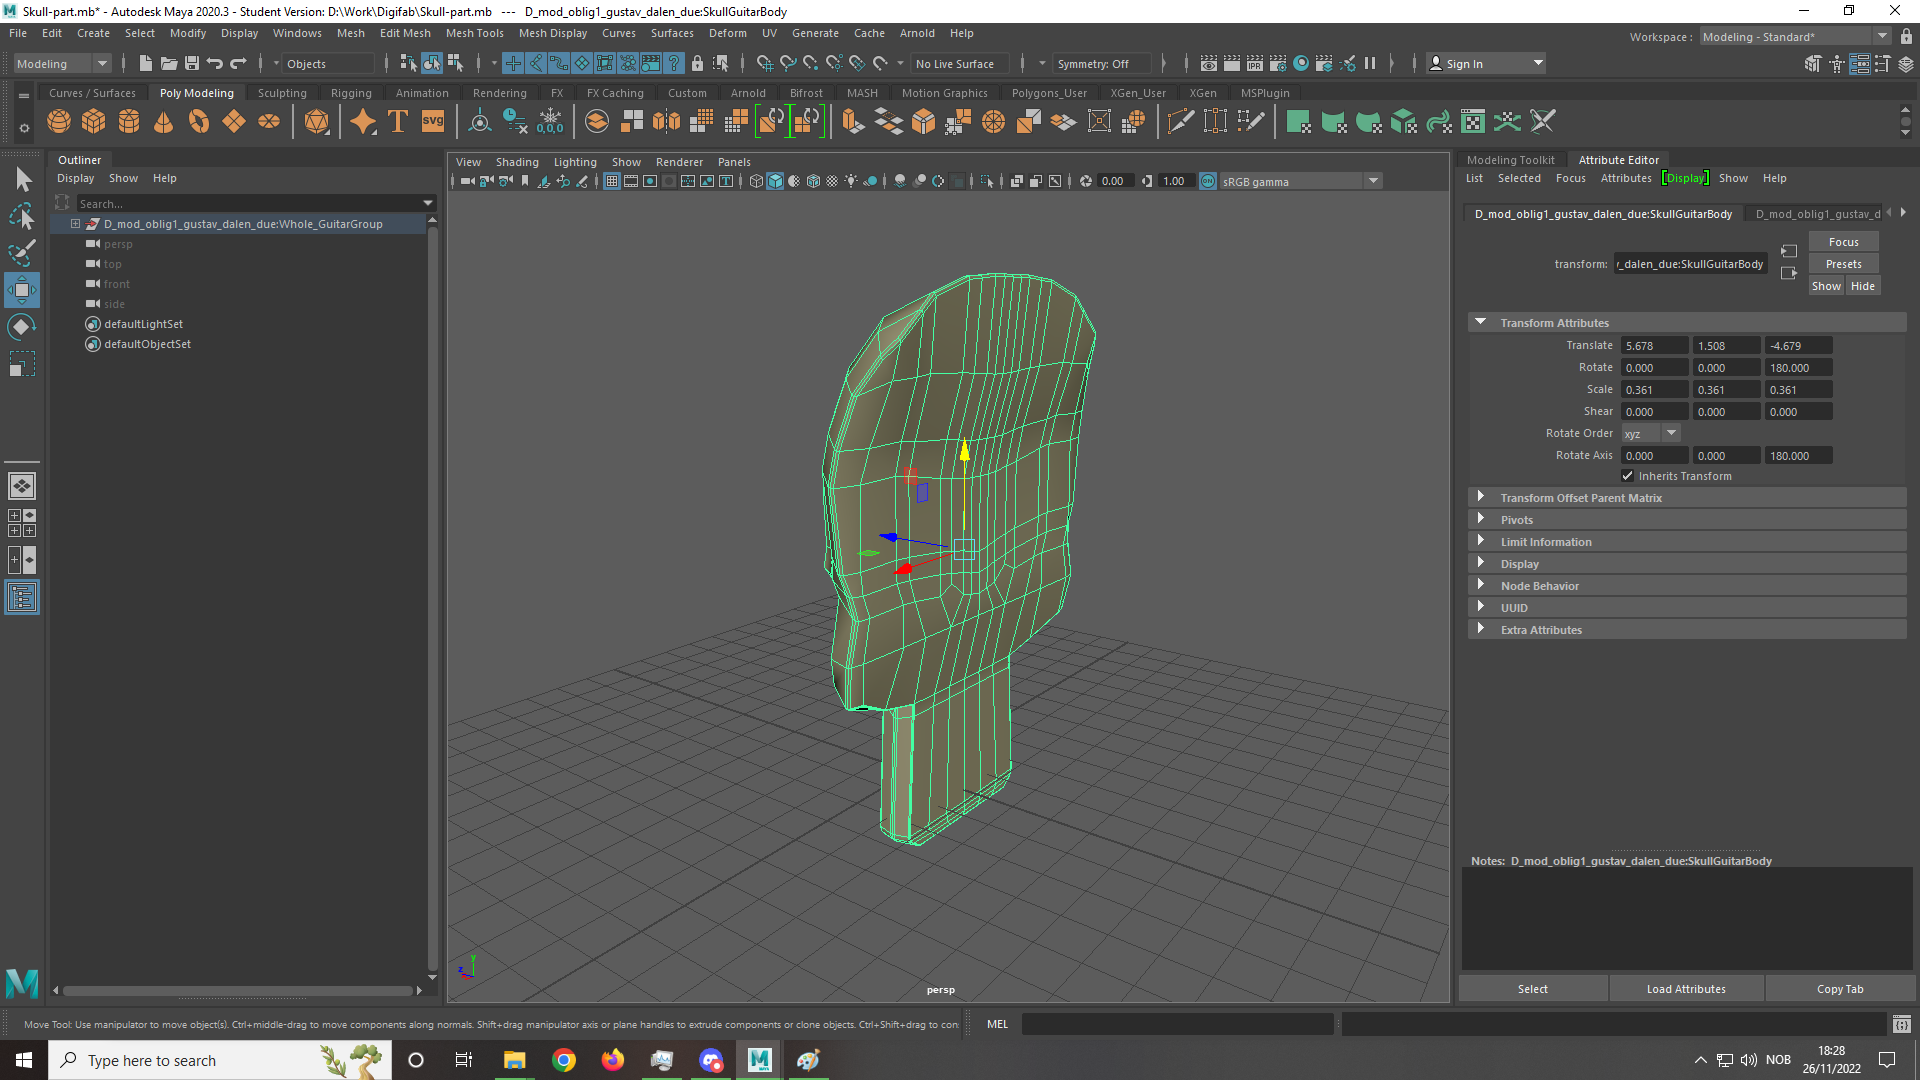 Skull-part.mb* - Autodesk Maya 2020.3 - Student Version: D:\Work\Digifab\Skull-part.mb   ---   D_mod_oblig1_gustav_dalen_due:SkullGuitarBody
File Edit Create Select Modify Display Windows Mesh Edit Mesh Mesh Tools Mesh Display Curves Surfaces Deform UV Generate Cache Arnold Help
Workspace : Modeling - Standard*
Modeling Objects No Live Surface Symmetry: Off Sign In
Curves / Surfaces Poly Modeling Sculpting Rigging Animation Rendering FX FX Caching Custom Arnold Bifrost MASH Motion Graphics Polygons_User XGen_User XGen MSPlugin
T svg 0,0,0
Outliner
Display Show Help
Search...
D_mod_oblig1_gustav_dalen_due:Whole_GuitarGroup
persp
top
front
side
defaultLightSet
defaultObjectSet
View Shading Lighting Show Renderer Panels
0.00 1.00 sRGB gamma
y
z
persp
Modeling Toolkit Attribute Editor
List Selected Focus Attributes [Display] Show Help
D_mod_oblig1_gustav_dalen_due:SkullGuitarBody D_mod_oblig1_gustav_d
Focus
transform: _dalen_due:SkullGuitarBody Presets
Show Hide
Transform Attributes
Translate 5.678 1.508 -4.679
Rotate 0.000 0.000 180.000
Scale 0.361 0.361 0.361
Shear 0.000 0.000 0.000
Rotate Order xyz
Rotate Axis 0.000 0.000 180.000
Inherits Transform
Transform Offset Parent Matrix
Pivots
Limit Information
Display
Node Behavior
UUID
Extra Attributes
Notes: D_mod_oblig1_gustav_dalen_due:SkullGuitarBody
Select Load Attributes Copy Tab
Move Tool: Use manipulator to move object(s). Ctrl+middle-drag to move components along normals. Shift+drag manipulator axis or plane handles to extrude components or clone objects. Ctrl+Shift+drag to con
MEL
Type here to search
NOB
18:28
26/11/2022